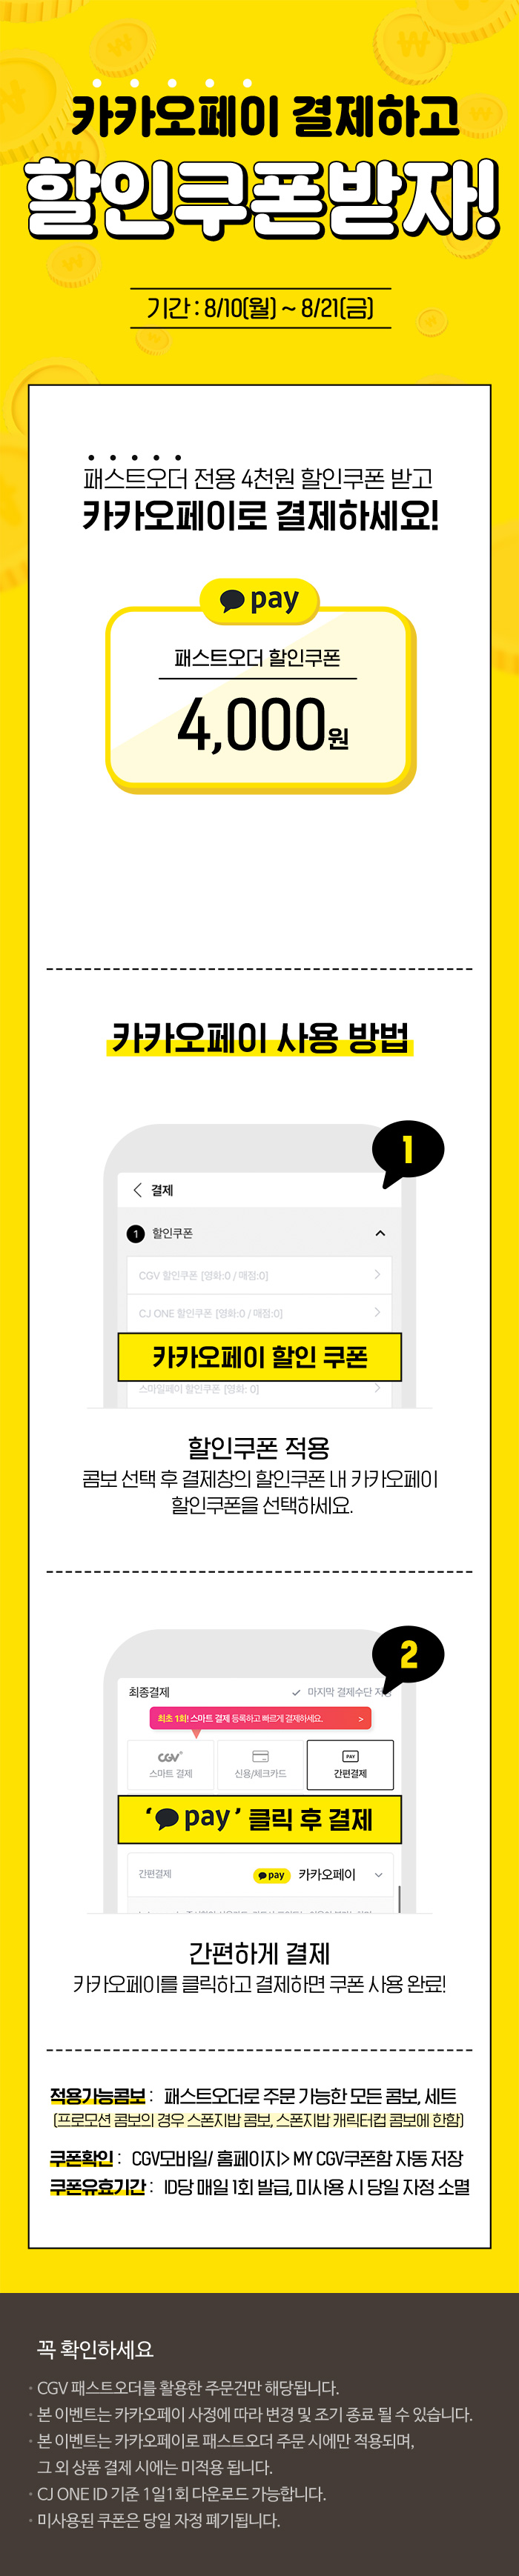 카카오페이 결제하고
할인쿠폰받자!
기간 : 8/10(월) ~ 8/21(금)
패스트오더 전용 4천원 할인쿠폰 받고
카카오페이로 결제하세요!
pay
패스트오더 할인쿠폰
4,000원
카카오페이 사용 방법
1
결제
1 할인쿠폰
CGV 할인쿠폰 [영화:0 / 매점:0]
CJ ONE 할인쿠폰 [영화:0 / 매점:0]
카카오페이 할인 쿠폰
스마일페이 할인쿠폰 [영화: 0]
할인쿠폰 적용
콤보 선택 후 결제창의 할인쿠폰 내 카카오페이
할인쿠폰을 선택하세요.
2
최종결제 마지막 결제수단
최초 1회! 스마트 결제 등록하고 빠르게 결제하세요. >
CGV PAY
스마트 결제 신용/체크카드 간편결제
‘ pay ’ 클릭 후 결제
간편결제 pay 카카오페이
간편하게 결제
카카오페이를 클릭하고 결제하면 쿠폰 사용 완료!
적용가능콤보 : 패스트오더로 주문 가능한 모든 콤보, 세트
(프로모션 콤보의 경우 스폰지밥 콤보, 스폰지밥 캐릭터컵 콤보에 한함)
쿠폰확인 : CGV모바일/ 홈페이지> MY CGV쿠폰함 자동 저장
쿠폰유효기간 : ID당 매일 1회 발급, 미사용 시 당일 자정 소멸
꼭 확인하세요
· CGV 패스트오더를 활용한 주문건만 해당됩니다.
· 본 이벤트는 카카오페이 사정에 따라 변경 및 조기 종료 될 수 있습니다.
· 본 이벤트는 카카오페이로 패스트오더 주문 시에만 적용되며,
그 외 상품 결제 시에는 미적용 됩니다.
· CJ ONE ID 기준 1일1회 다운로드 가능합니다.
· 미사용된 쿠폰은 당일 자정 폐기됩니다.